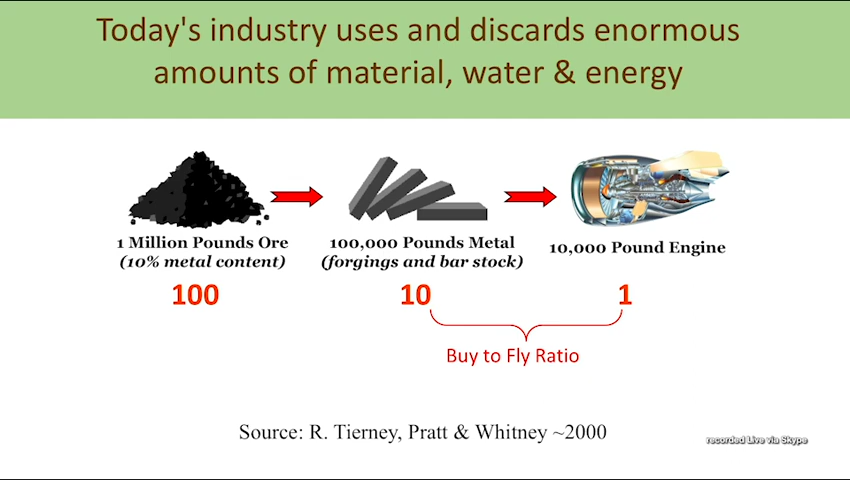 Today's industry uses and discards enormous
amounts of material, water & energy
1 Million Pounds Ore
(10% metal content)
100,000 Pounds Metal
(forgings and bar stock)
10,000 Pound Engine
100
10
1
Buy to Fly Ratio
Source: R. Tierney, Pratt & Whitney ~2000
recorded Live via Skype